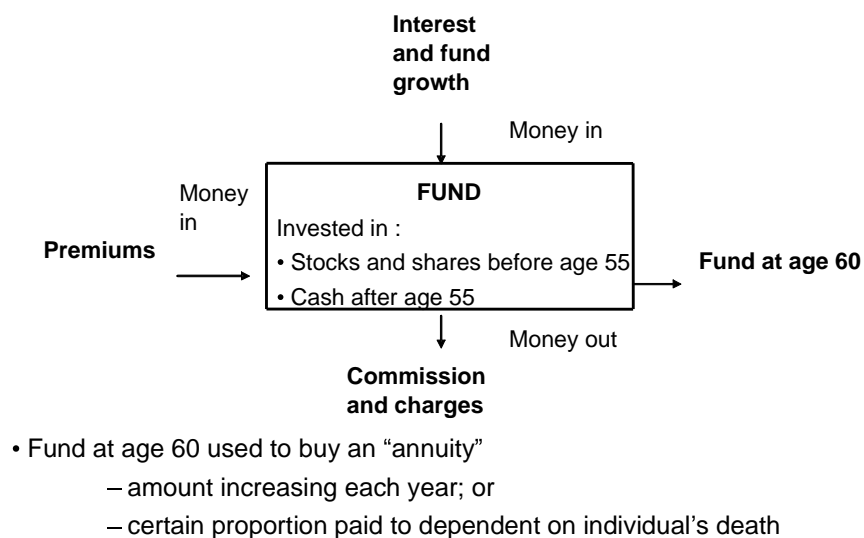 Interest
and fund
growth
Money in
Money
in
FUND
Invested in :
Premiums
• Stocks and shares before age 55
Fund at age 60
• Cash after age 55
Money out
Commission
and charges
• Fund at age 60 used to buy an “annuity”
– amount increasing each year; or
– certain proportion paid to dependent on individual’s death